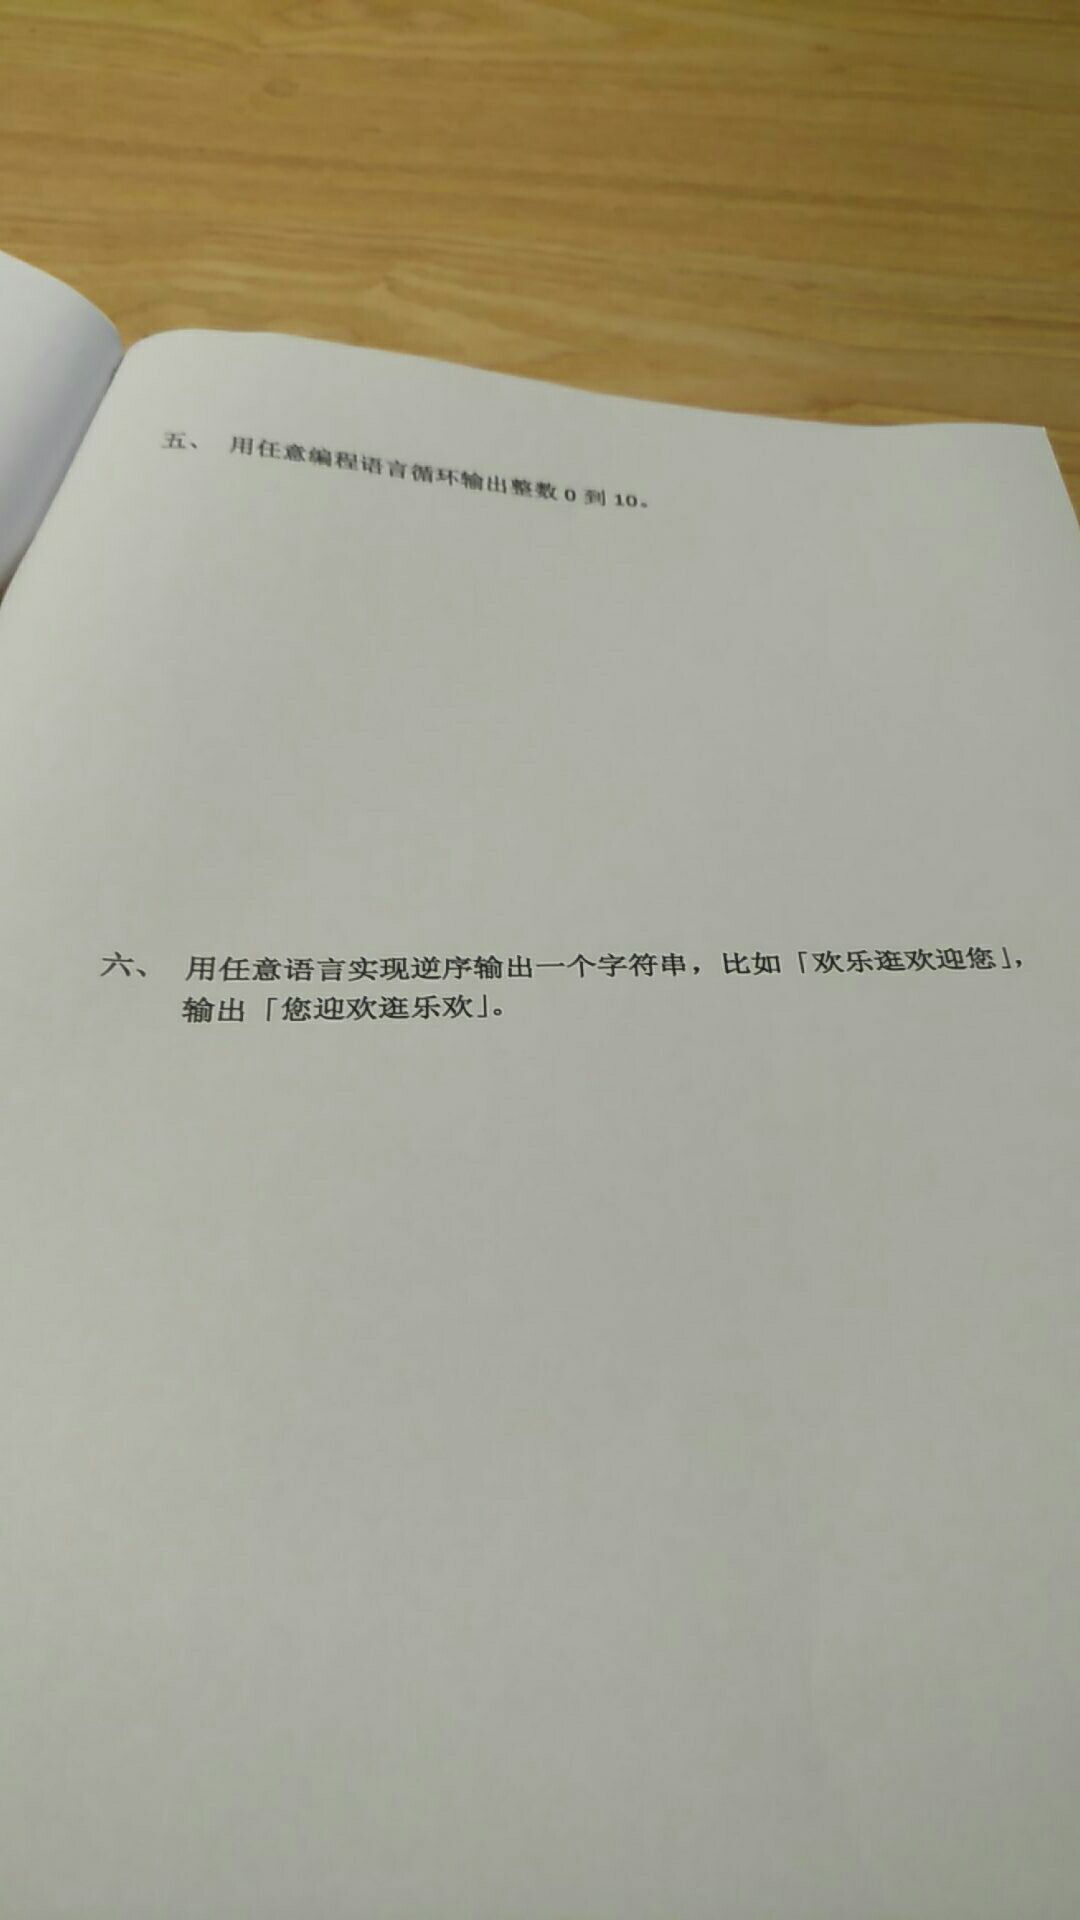 五、 用任意编程语言循环输出整数 0 到 10。
六、 用任意语言实现逆序输出一个字符串，比如「欢乐逛欢迎您」，
输出「您迎欢逛乐欢」。